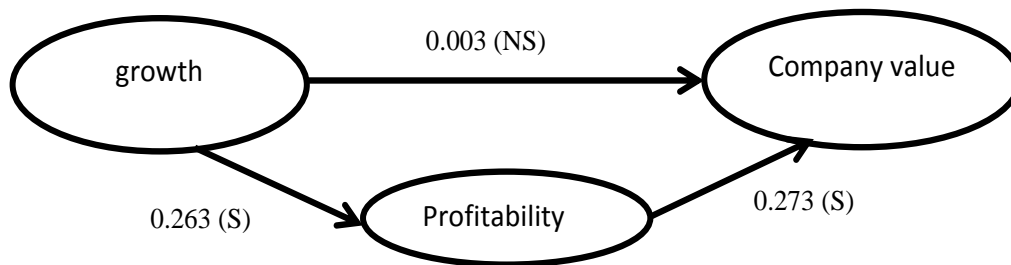 0.003 (NS)
growth
Company value
0.263 (S)
Profitability
0.273 (S)